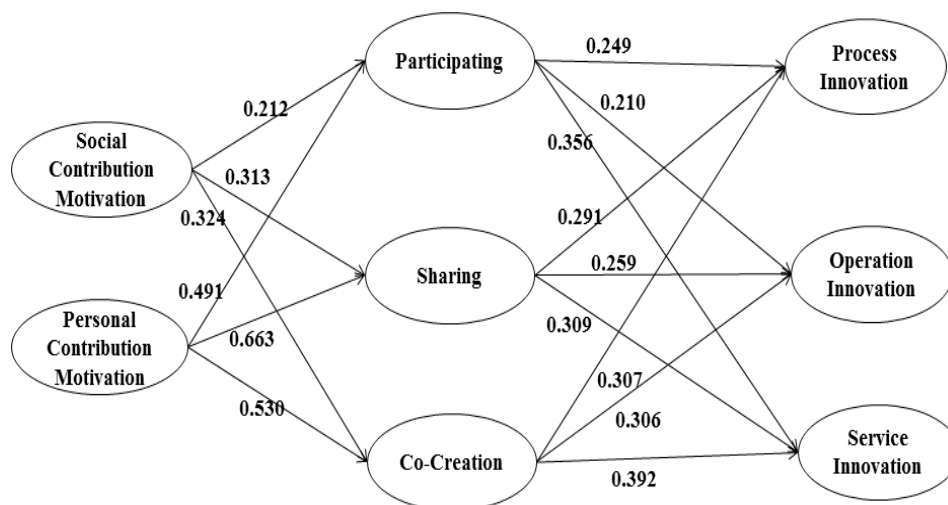 Participating
0.249
Process
Innovation
0.212
0.210
Social
Contribution
Motivation
0.356
0.313
0.324
0.291
Sharing
0.259
Operation
Innovation
0.491
Personal
Contribution
Motivation
0.663
0.309
0.530
0.307
0.306
Co-Creation
0.392
Service
Innovation